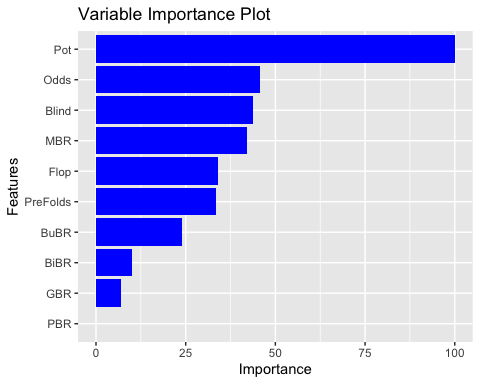 Variable Importance Plot
Features
Pot
Odds
Blind
MBR
Flop
PreFolds
BuBR
BiBR
GBR
PBR
0 25 50 75 100
Importance